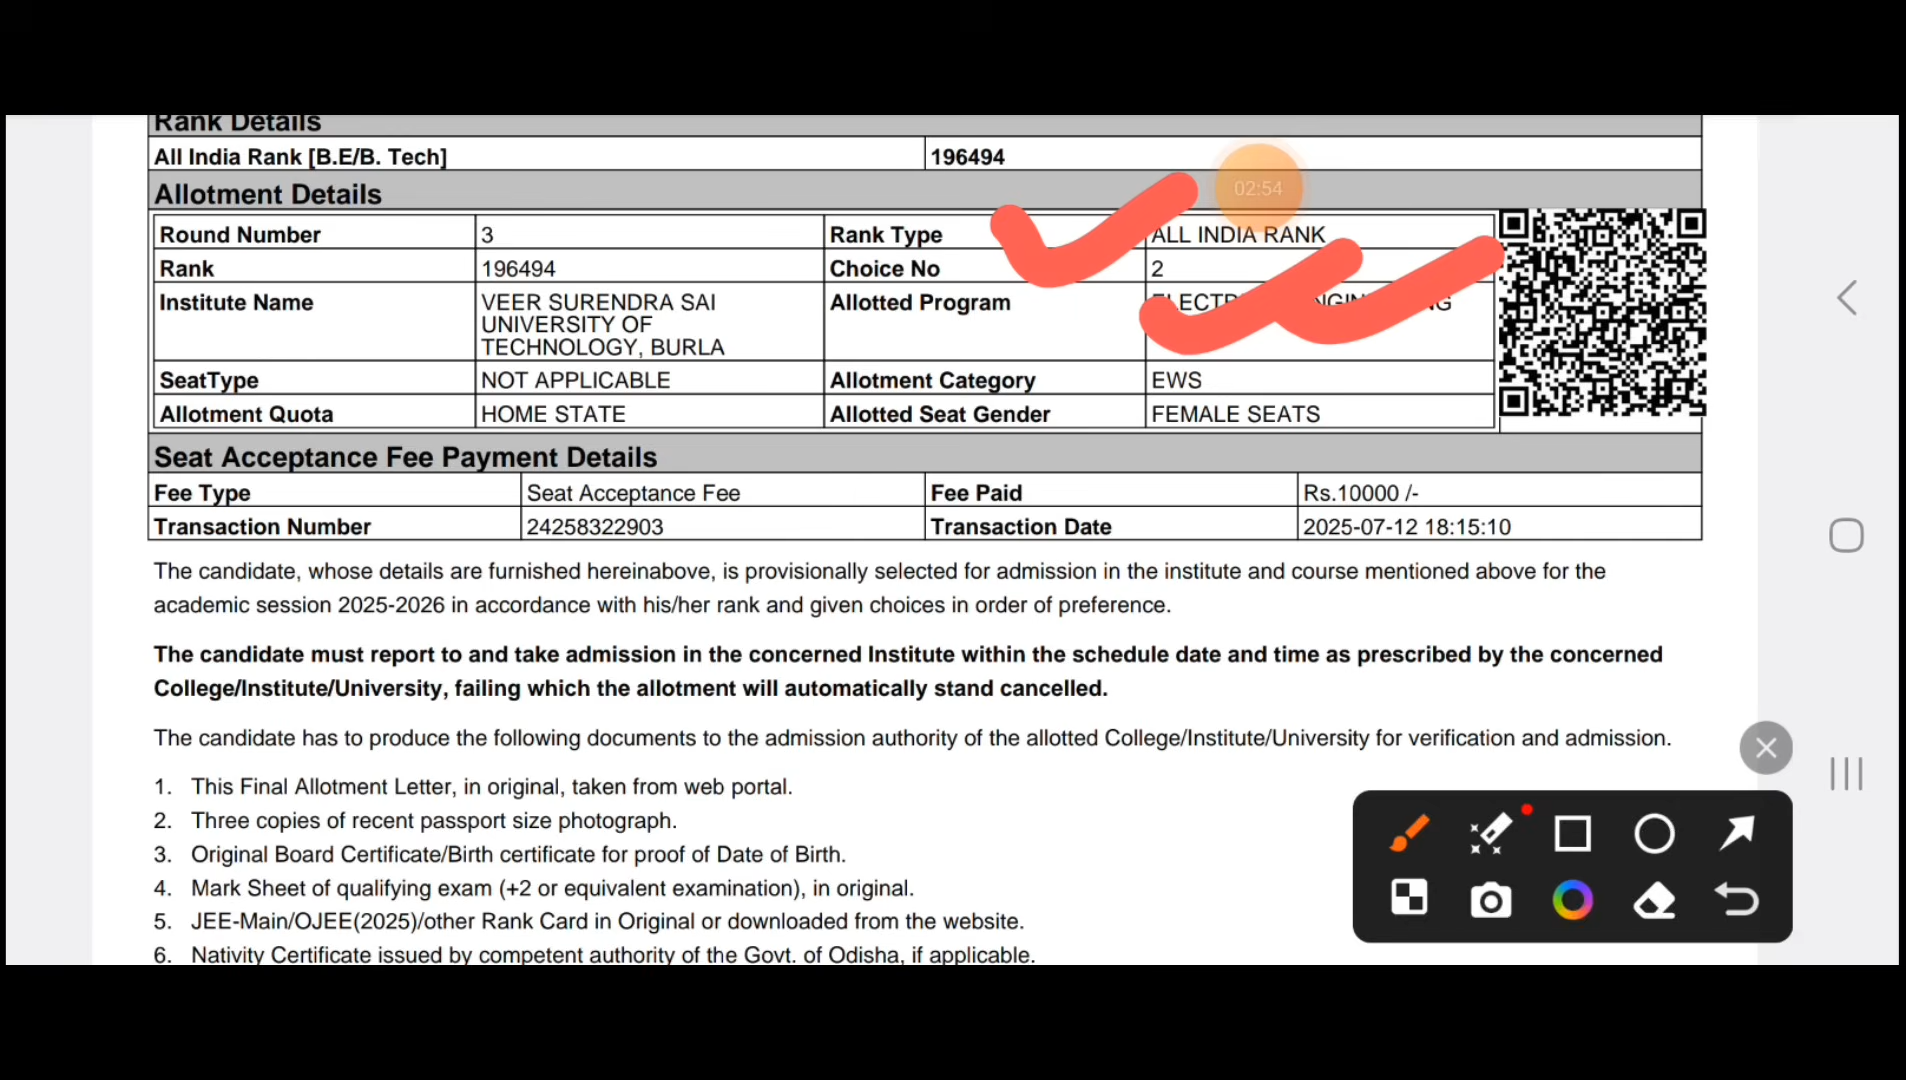 Rank Details
All India Rank [B.E/B. Tech] 196494
Allotment Details
Round Number 3 Rank Type ALL INDIA RANK
Rank 196494 Choice No 2
Institute Name VEER SURENDRA SAI UNIVERSITY OF TECHNOLOGY, BURLA Allotted Program
SeatType NOT APPLICABLE Allotment Category EWS
Allotment Quota HOME STATE Allotted Seat Gender FEMALE SEATS
Seat Acceptance Fee Payment Details
Fee Type Seat Acceptance Fee Fee Paid Rs.10000 /-
Transaction Number 24258322903 Transaction Date 2025-07-12 18:15:10
The candidate, whose details are furnished hereinabove, is provisionally selected for admission in the institute and course mentioned above for the
academic session 2025-2026 in accordance with his/her rank and given choices in order of preference.
The candidate must report to and take admission in the concerned Institute within the schedule date and time as prescribed by the concerned
College/Institute/University, failing which the allotment will automatically stand cancelled.
The candidate has to produce the following documents to the admission authority of the allotted College/Institute/University for verification and admission.
1. This Final Allotment Letter, in original, taken from web portal.
2. Three copies of recent passport size photograph.
3. Original Board Certificate/Birth certificate for proof of Date of Birth.
4. Mark Sheet of qualifying exam (+2 or equivalent examination), in original.
5. JEE-Main/OJEE(2025)/other Rank Card in Original or downloaded from the website.
6. Nativity Certificate issued by competent authority of the Govt. of Odisha, if applicable.
02:54